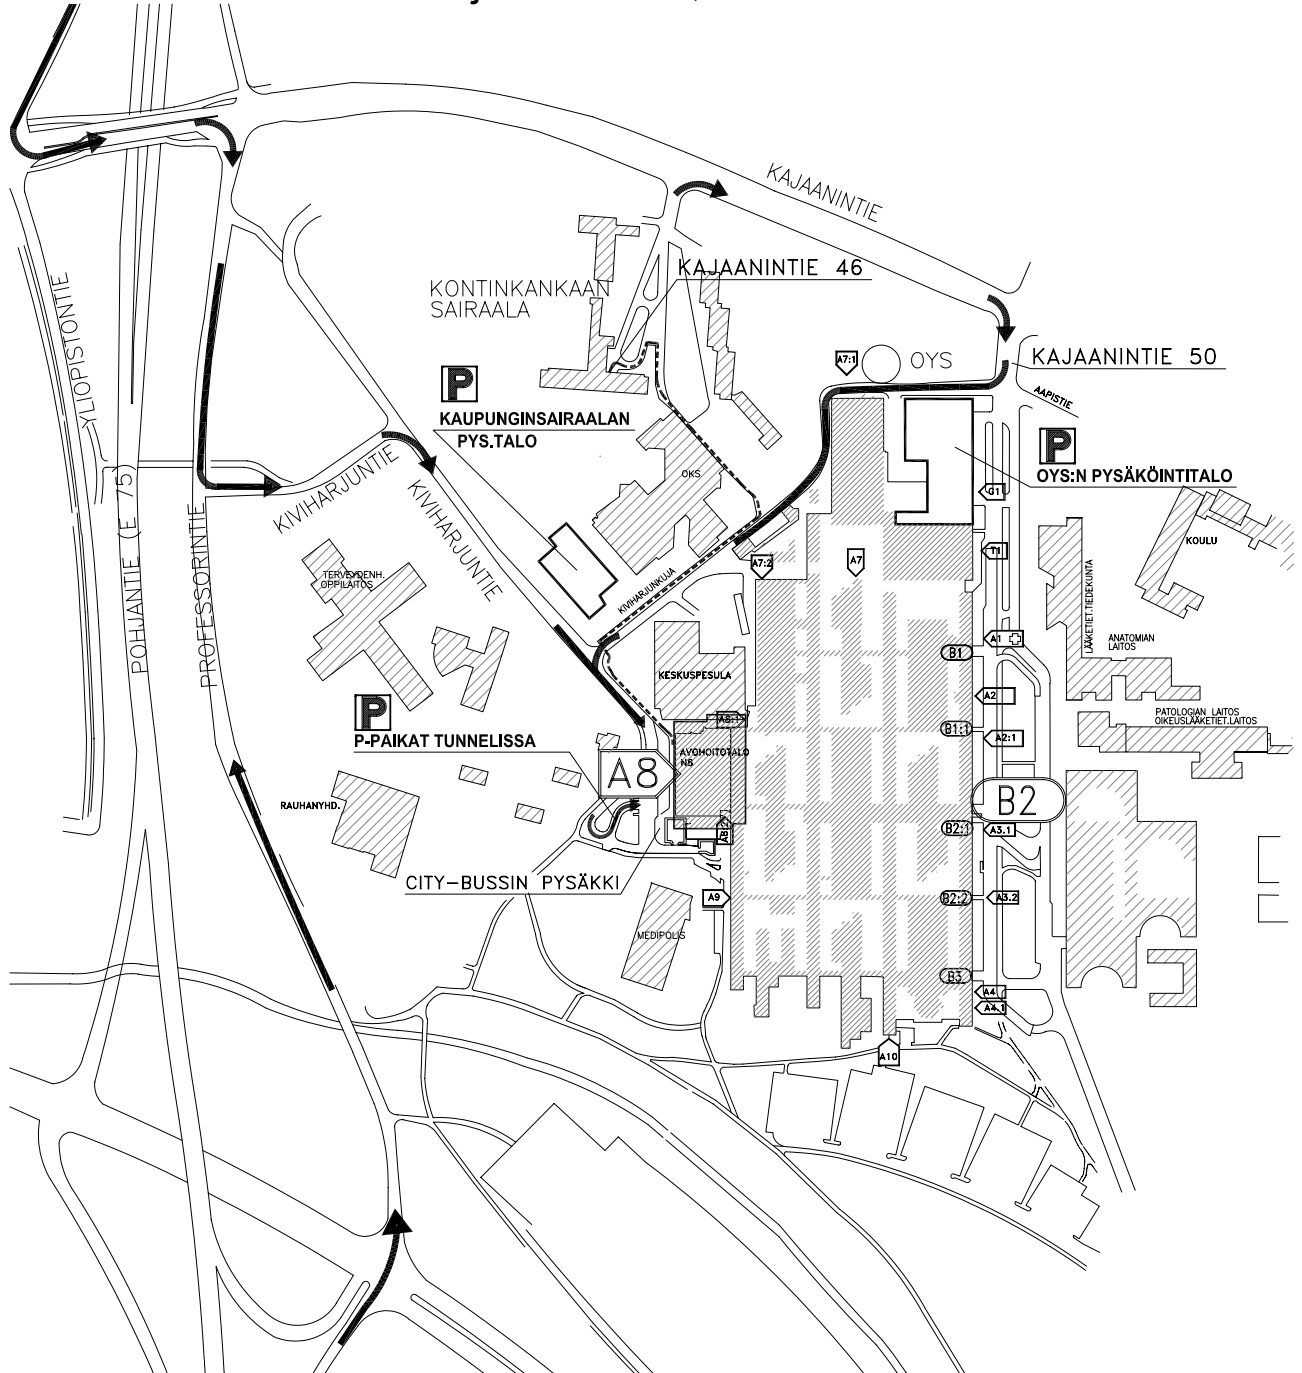 KAJAANINTIE
KAJAANINTIE 46
KONTINKANKAAN
SAIRAALA
YLIOPISTONTIE
A7:1
OYS
KAJAANINTIE 50
AAPISTIE
P
KAUPUNGINSAIRAALAN
PYS.TALO
P
OYS:N PYSÄKÖINTITALO
OKS
KIVIHARJUNTIE
KIVIHARJUNTIE
G1
POHJANTIE (E 75)
PROFESSORINTIE
T1
KOULU
A7:2
A7
TERVEYDENH.
OPPILAITOS
KIVIHARJUNKUJA
LÄÄKETIET.TIEDEKUNTA
A1
ANATOMIAN
LAITOS
B1
KESKUSPESULA
A2
P
P-PAIKAT TUNNELISSA
PATOLOGIAN LAITOS
OIKEUSLÄÄKETIET.LAITOS
B1:1
A2:1
AVOHOITOTALO
N5
A8
B2
RAUHANYHD.
B2:1
A3.1
CITY-BUSSIN PYSÄKKI
A9
B2:2
A3.2
MEDIPOLIS
B3
A4
A4.1
A10